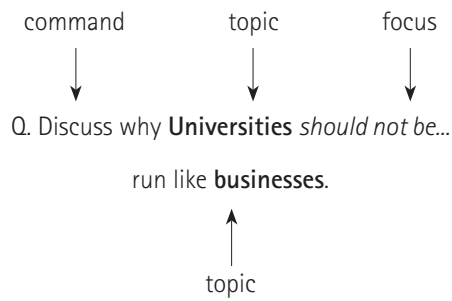 command topic focus
Q. Discuss why Universities should not be...
run like businesses.
topic